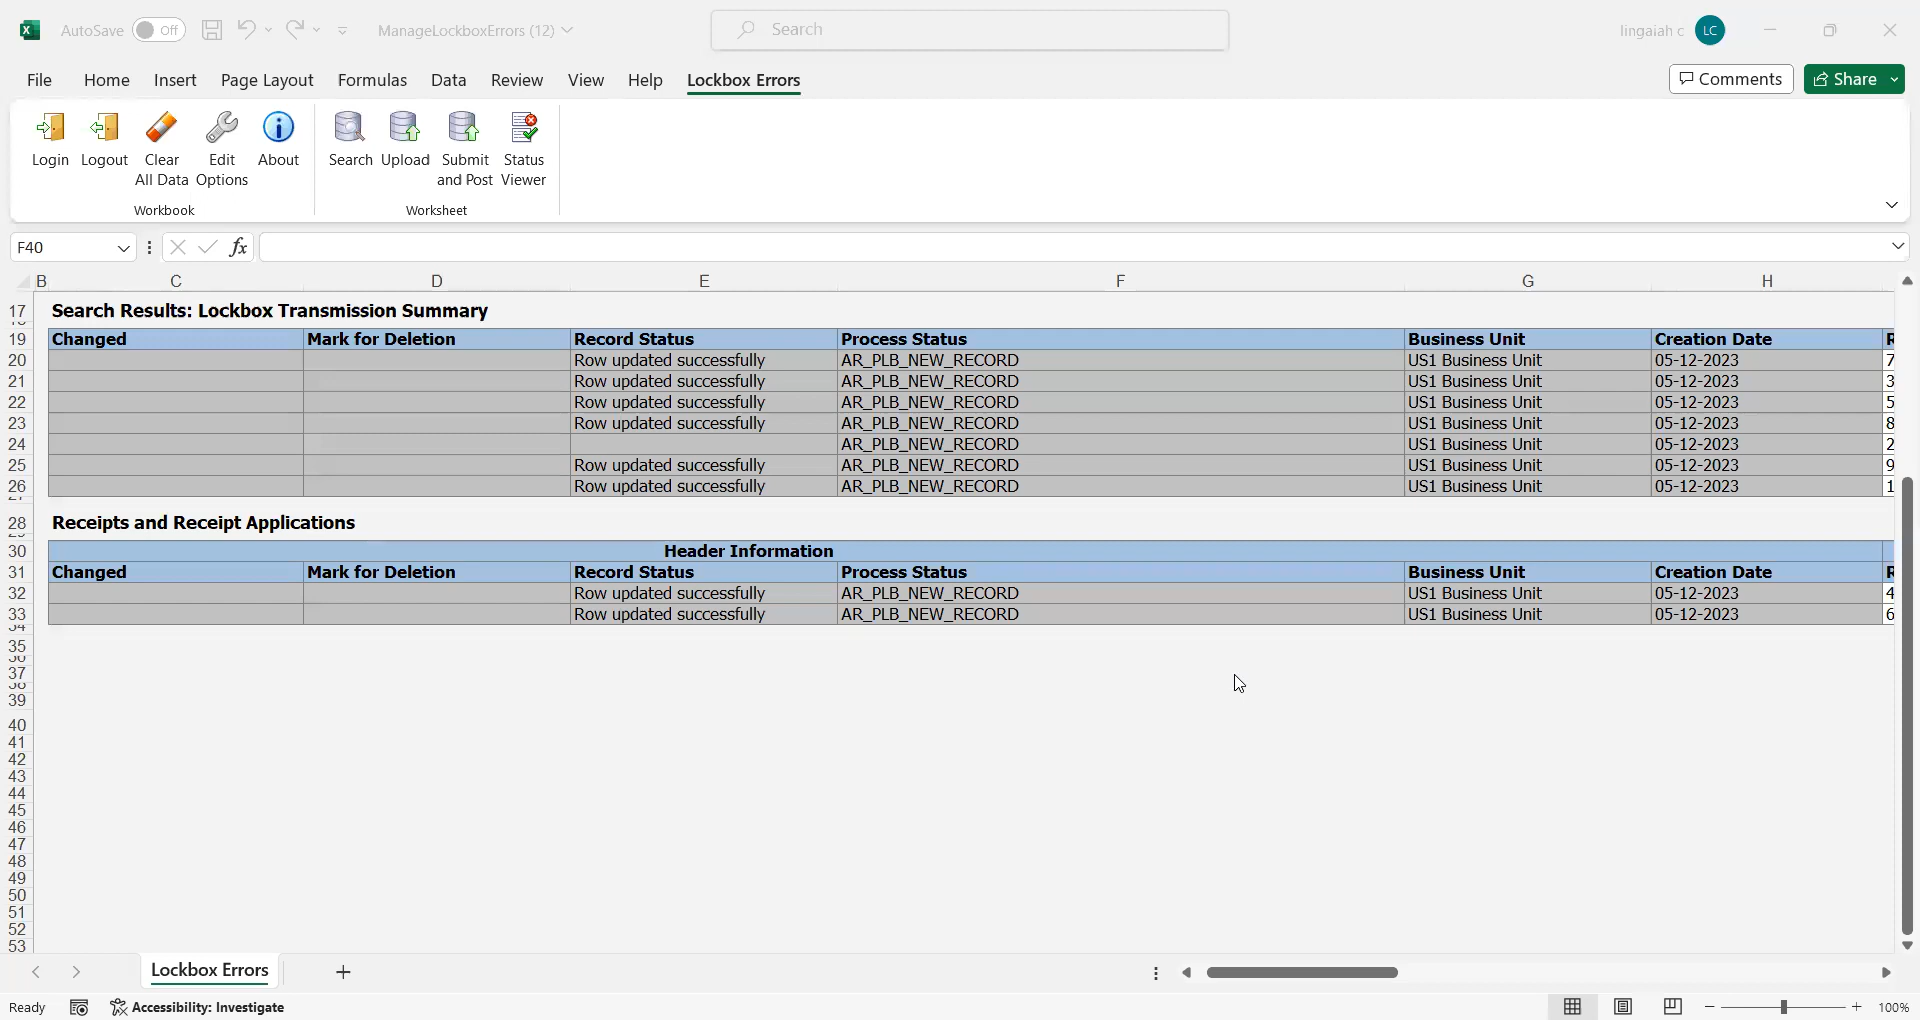 AutoSave Off ManageLockboxErrors (12) Search lingaiah c LC
File Home Insert Page Layout Formulas Data Review View Help Lockbox Errors Comments Share
Login Logout Clear All Data Edit Options About Search Upload Submit and Post Status Viewer
Workbook Worksheet
F40 fx
B C D E F G H
17 Search Results: Lockbox Transmission Summary
19 Changed Mark for Deletion Record Status Process Status Business Unit Creation Date
20 Row updated successfully AR_PLB_NEW_RECORD US1 Business Unit 05-12-2023 7
21 Row updated successfully AR_PLB_NEW_RECORD US1 Business Unit 05-12-2023 3
22 Row updated successfully AR_PLB_NEW_RECORD US1 Business Unit 05-12-2023 5
23 Row updated successfully AR_PLB_NEW_RECORD US1 Business Unit 05-12-2023 8
24 AR_PLB_NEW_RECORD US1 Business Unit 05-12-2023 2
25 Row updated successfully AR_PLB_NEW_RECORD US1 Business Unit 05-12-2023 9
26 Row updated successfully AR_PLB_NEW_RECORD US1 Business Unit 05-12-2023 1
28 Receipts and Receipt Applications
30 Header Information
31 Changed Mark for Deletion Record Status Process Status Business Unit Creation Date
32 Row updated successfully AR_PLB_NEW_RECORD US1 Business Unit 05-12-2023 4
33 Row updated successfully AR_PLB_NEW_RECORD US1 Business Unit 05-12-2023 6
35
37
39
40
41
42
43
44
45
46
47
48
49
50
51
52
53
Lockbox Errors
Ready Accessibility: Investigate 100%